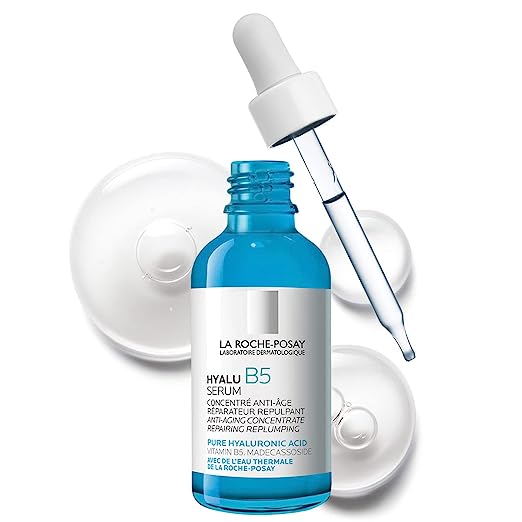 LA ROCHE-POSAY
LABORATOIRE DERMATOLOGIQUE
HYALU B5
SERUM
CONCENTRÉ ANTI-ÂGE
RÉPARATEUR REPULPANT
ANTI-AGING CONCENTRATE
REPAIRING REPLUMPING
PURE HYALURONIC ACID
VITAMIN B5. MADECASSOSIDE
AVEC DE L'EAU THERMALE
DE LA ROCHE-POSAY